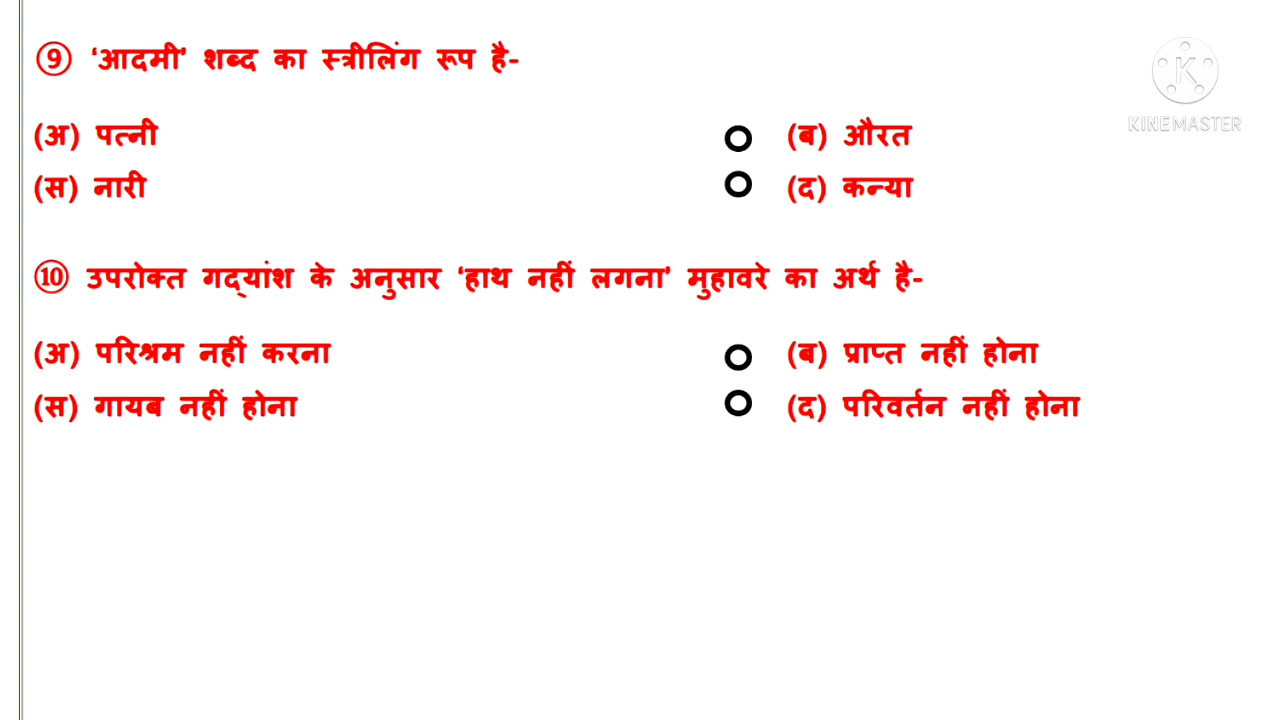 ⑨ ‘आदमी’ शब्द का स्त्रीलिंग रूप है-
KINEMASTER
(अ) पत्नी (ब) औरत
(स) नारी (द) कन्या
⑩ उपरोक्त गद्‌यांश के अनुसार ‘हाथ नहीं लगना’ मुहावरे का अर्थ है-
(अ) परिश्रम नहीं करना (ब) प्राप्त नहीं होना
(स) गायब नहीं होना (द) परिवर्तन नहीं होना